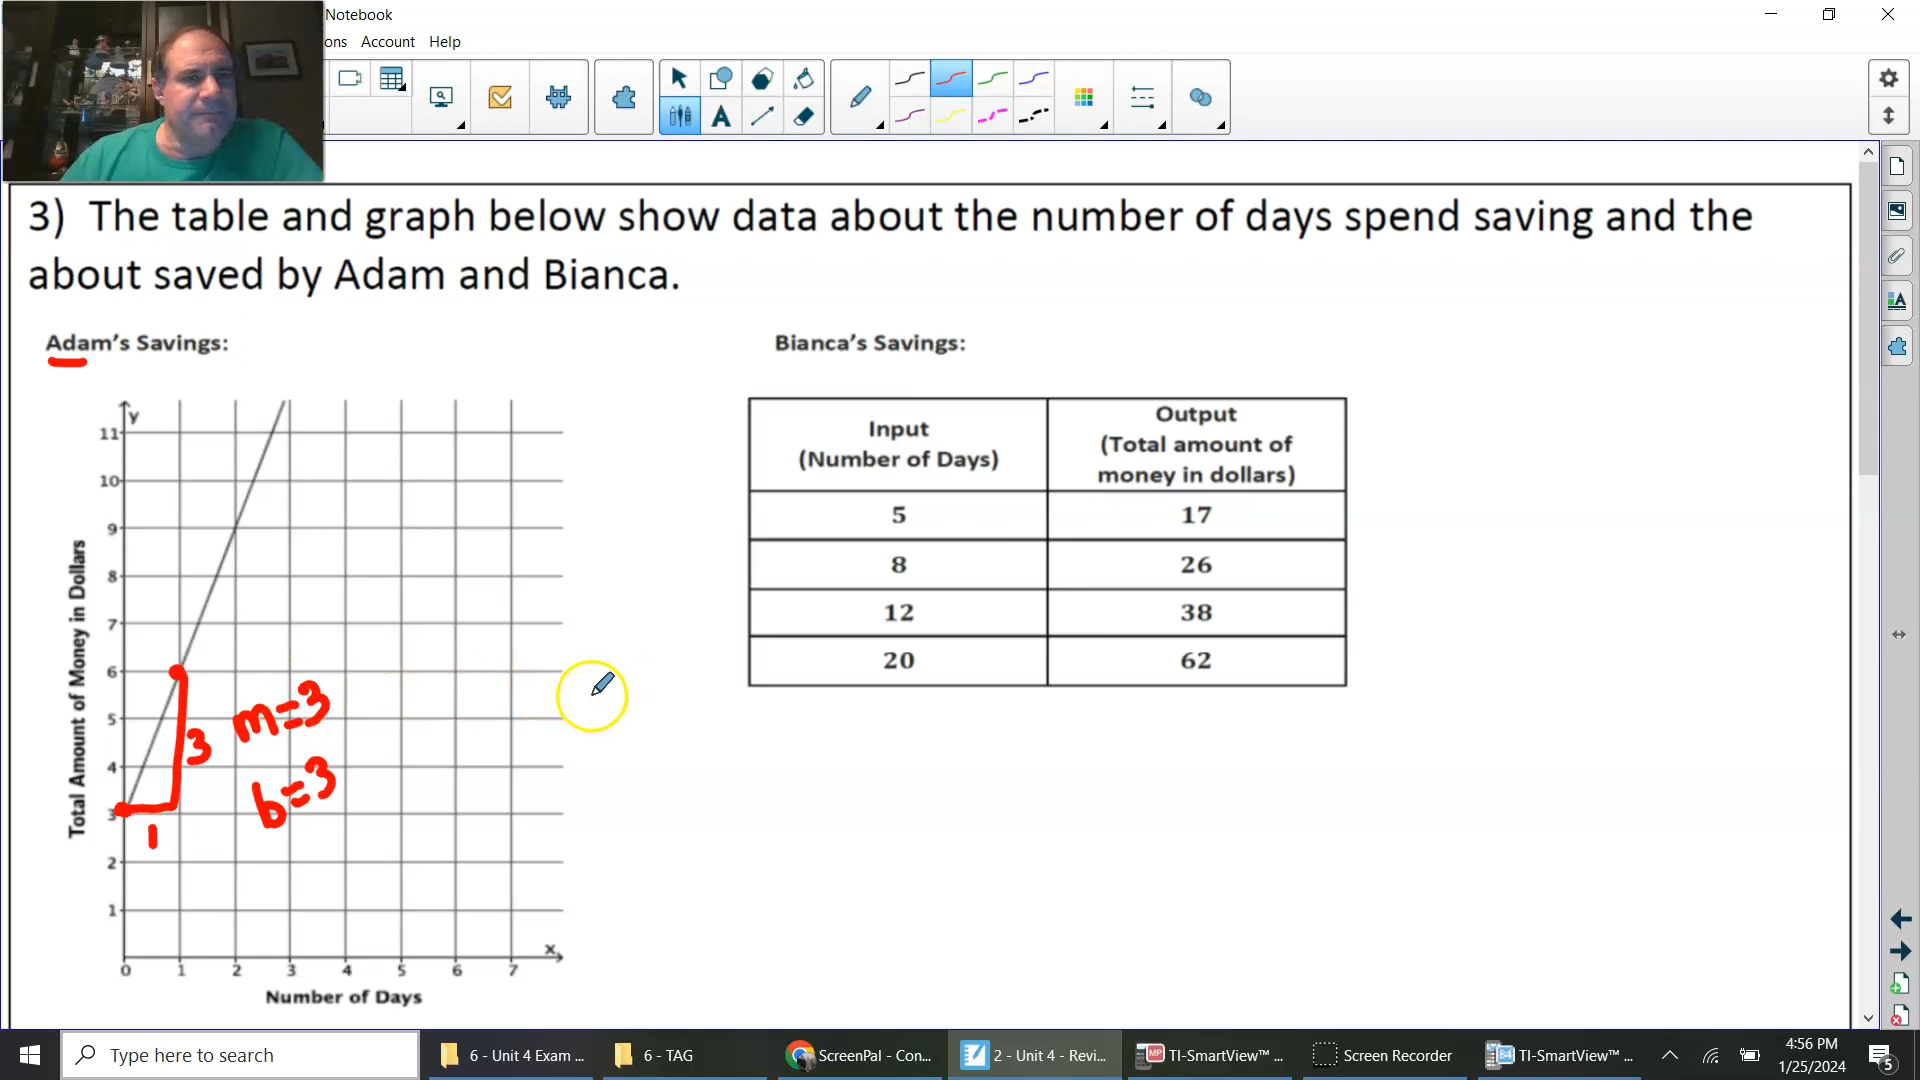 Notebook
ons Account Help
3) The table and graph below show data about the number of days spend saving and the
about saved by Adam and Bianca.
Adam's Savings:
Bianca's Savings:
y
11
10
9
8
7
6
5
4
3
2
1
0 1 2 3 4 5 6 7
x
Total Amount of Money in Dollars
Number of Days
3
1
m=3
b=3
Input
(Number of Days)
Output
(Total amount of
money in dollars)
5 17
8 26
12 38
20 62
Type here to search
6 - Unit 4 Exam ...
6 - TAG
ScreenPal - Con...
2 - Unit 4 - Revi...
TI-SmartView™ ...
Screen Recorder
TI-SmartView™ ...
4:56 PM
1/25/2024
5